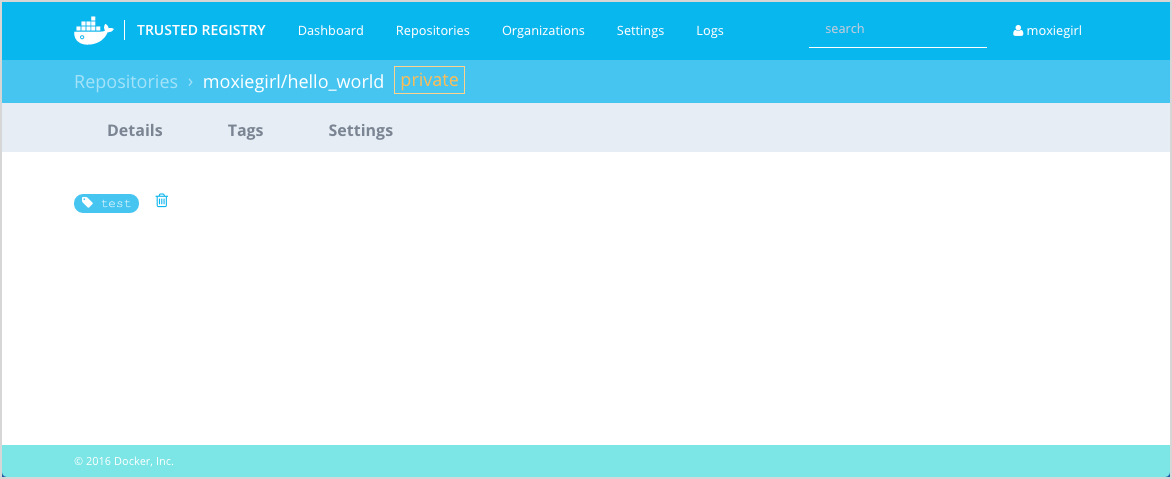 TRUSTED REGISTRY Dashboard Repositories Organizations Settings Logs search moxiegirl
Repositories › moxiegirl/hello_world private
Details Tags Settings
test
© 2016 Docker, Inc.